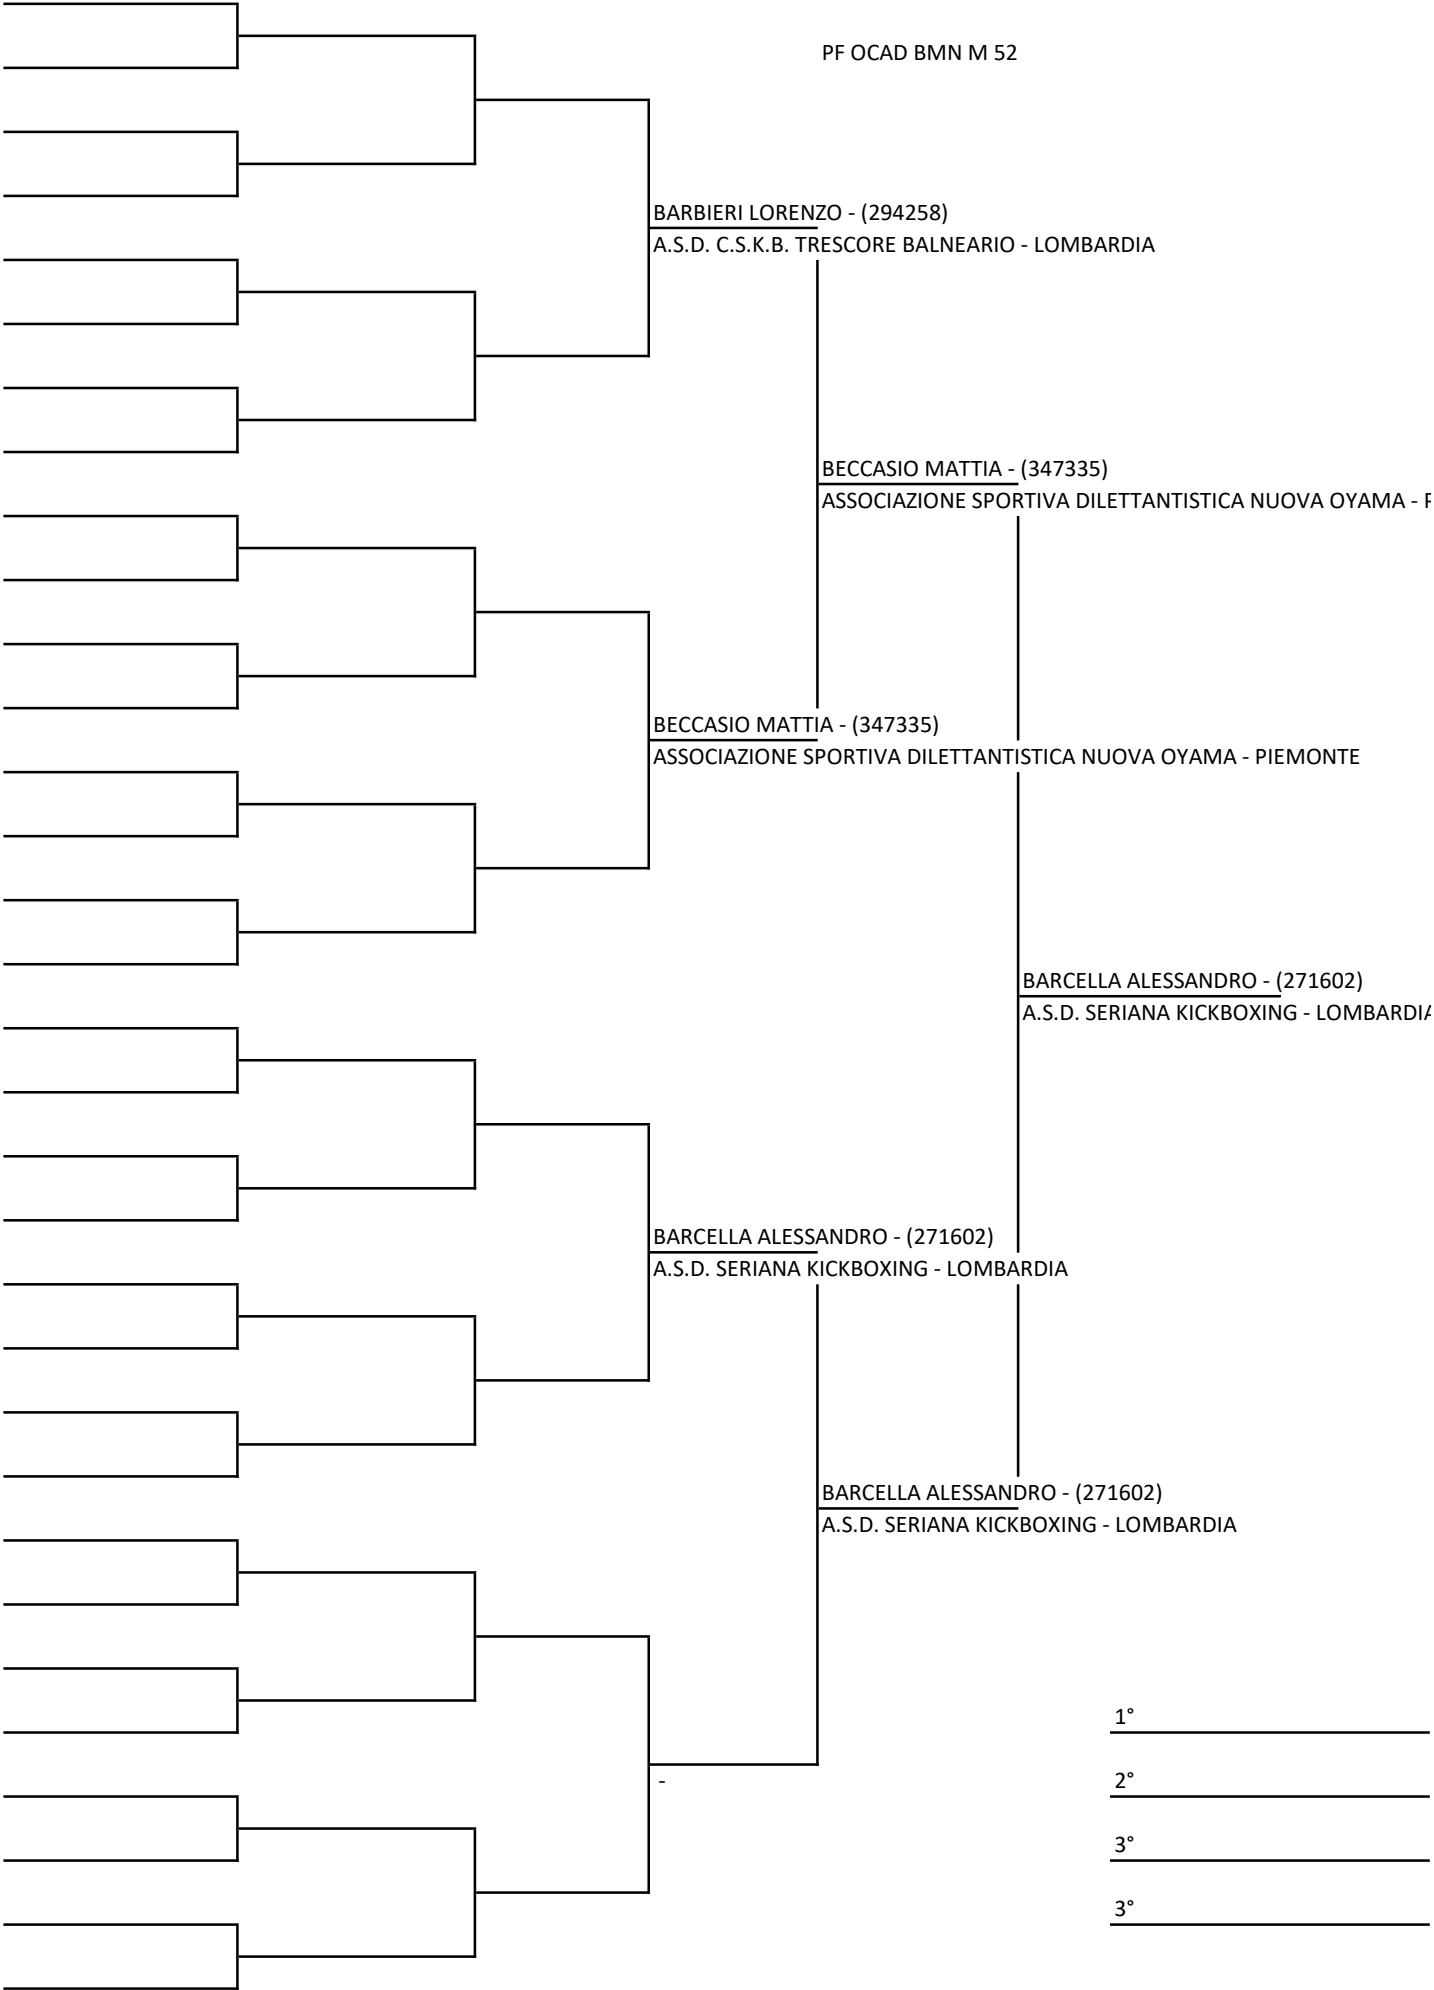 PF OCAD BMN M 52
BARBIERI LORENZO - (294258)
A.S.D. C.S.K.B. TRESCORE BALNEARIO - LOMBARDIA
BECCASIO MATTIA - (347335)
ASSOCIAZIONE SPORTIVA DILETTANTISTICA NUOVA OYAMA - P
BECCASIO MATTIA - (347335)
ASSOCIAZIONE SPORTIVA DILETTANTISTICA NUOVA OYAMA - PIEMONTE
BARCELLA ALESSANDRO - (271602)
A.S.D. SERIANA KICKBOXING - LOMBARDIA
BARCELLA ALESSANDRO - (271602)
A.S.D. SERIANA KICKBOXING - LOMBARDIA
BARCELLA ALESSANDRO - (271602)
A.S.D. SERIANA KICKBOXING - LOMBARDIA
1°
-
2°
3°
3°